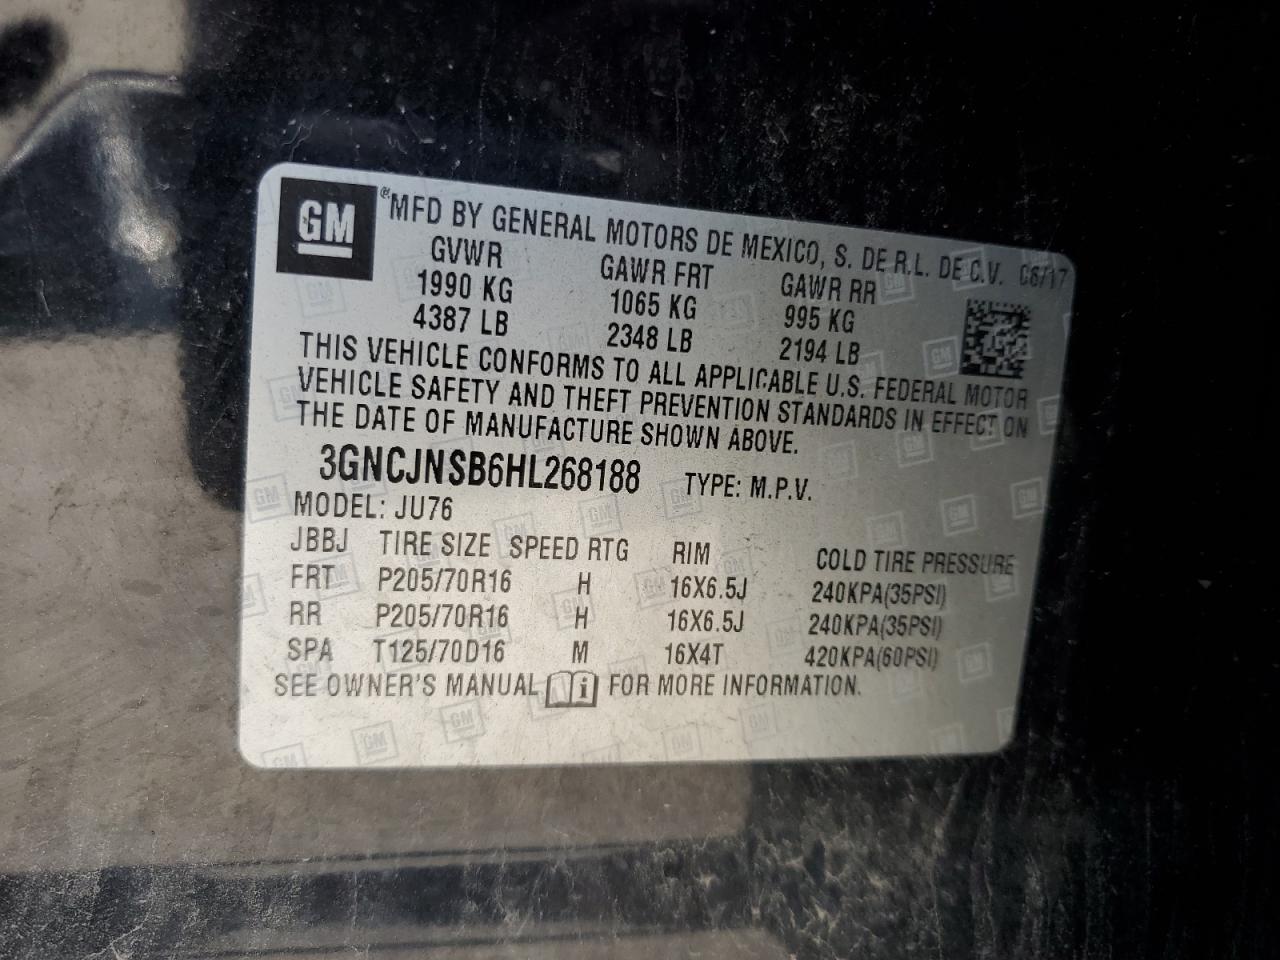 GM
®MFD BY GENERAL MOTORS DE MEXICO, S. DE R.L. DE C.V. 06/17
GVWR GAWR FRT GAWR RR
1990 KG 1065 KG 995 KG
4387 LB 2348 LB 2194 LB
THIS VEHICLE CONFORMS TO ALL APPLICABLE U.S. FEDERAL MOTOR
VEHICLE SAFETY AND THEFT PREVENTION STANDARDS IN EFFECT ON
THE DATE OF MANUFACTURE SHOWN ABOVE.
3GNCJNSB6HL268188 TYPE: M.P.V.
MODEL: JU76
JBBJ TIRE SIZE SPEED RTG RIM COLD TIRE PRESSURE
FRT P205/70R16 H 16X6.5J 240KPA(35PSI)
RR P205/70R16 H 16X6.5J 240KPA(35PSI)
SPA T125/70D16 M 16X4T 420KPA(60PSI)
SEE OWNER'S MANUAL i FOR MORE INFORMATION.